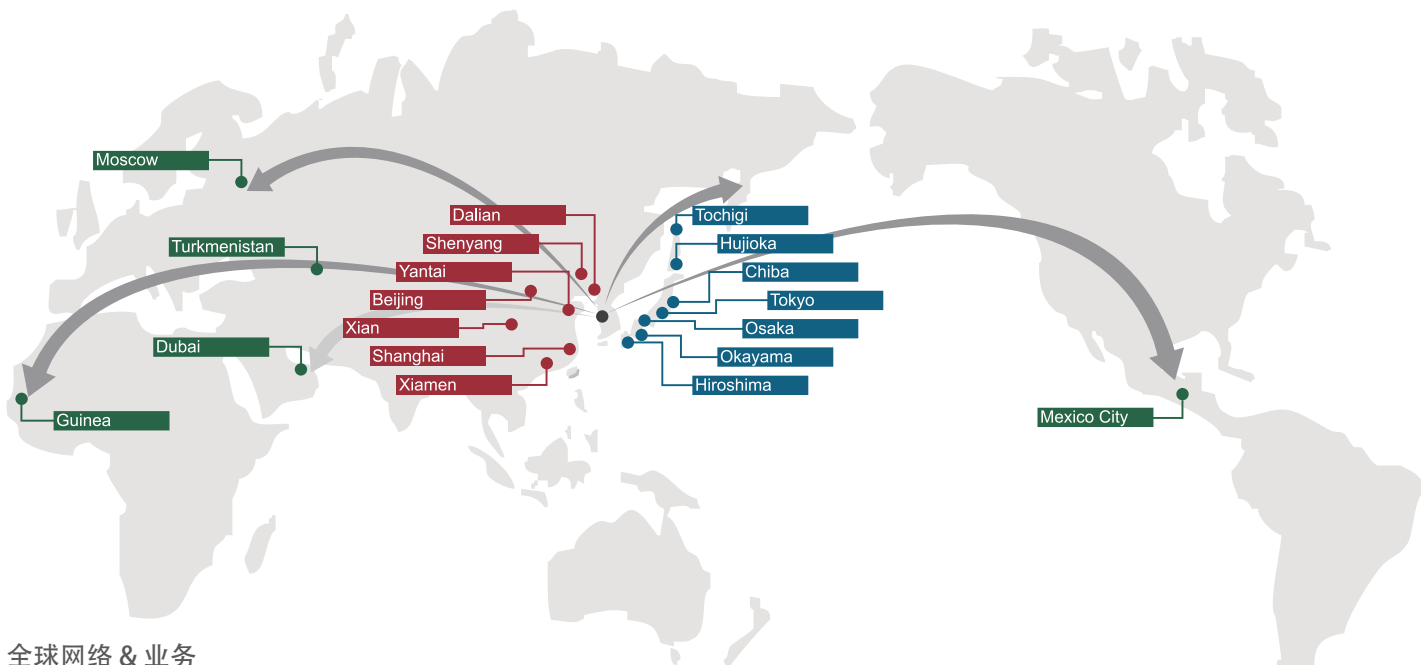 Moscow
Dalian
Tochigi
Shenyang
Hujioka
Turkmenistan
Yantai
Chiba
Beijing
Tokyo
Xian
Osaka
Dubai
Shanghai
Okayama
Xiamen
Hiroshima
Guinea
Mexico City
全球网络 & 业务